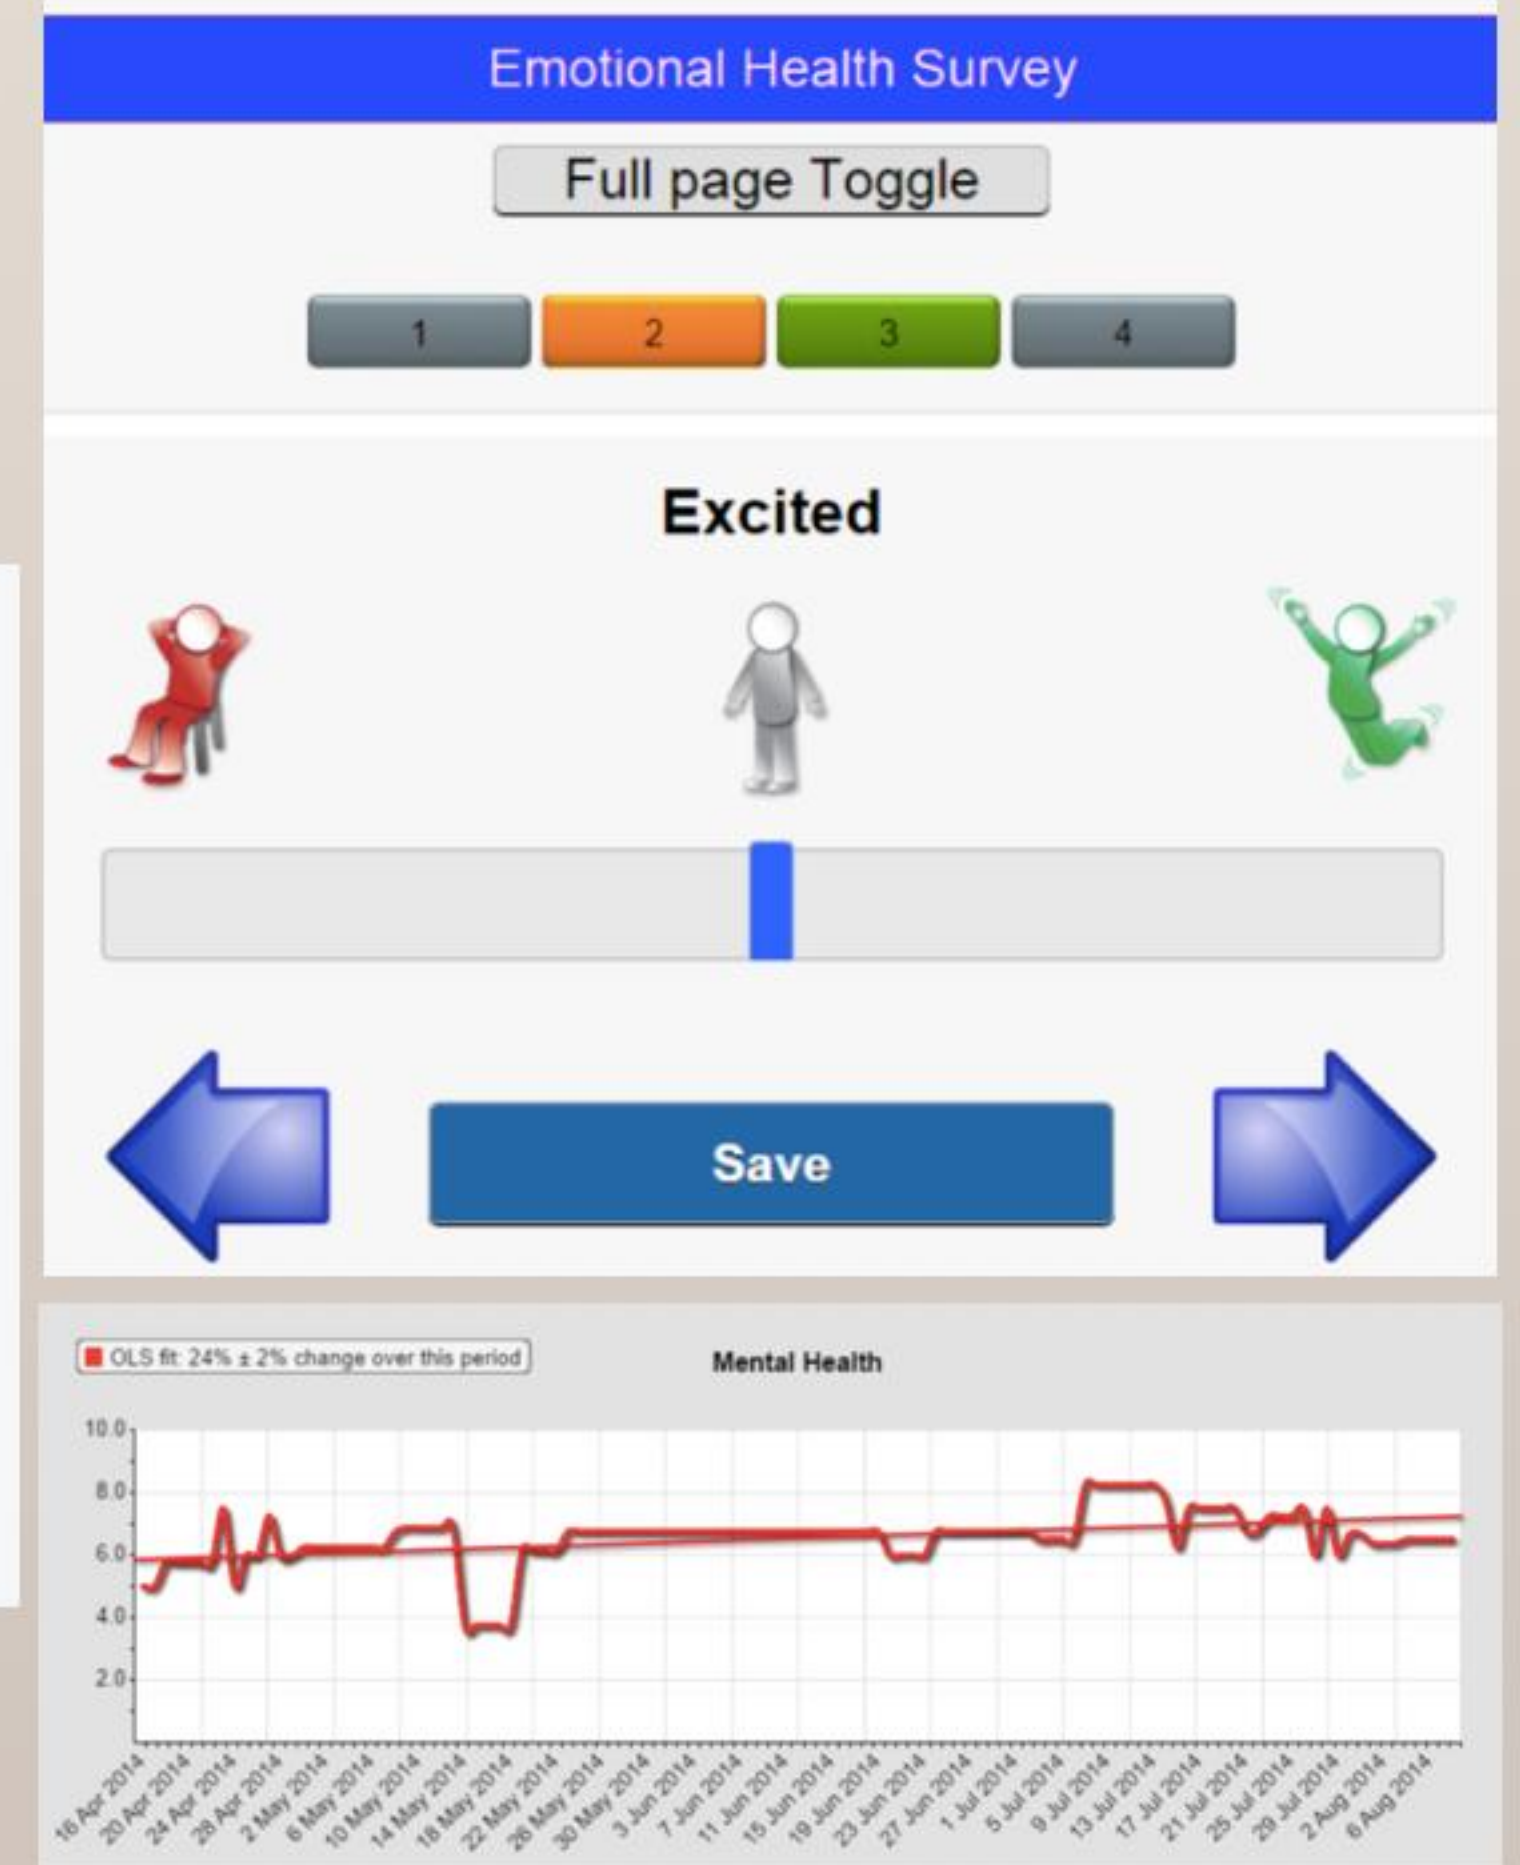 Emotional Health Survey
Full page Toggle
1 2 3 4
Excited
Save
OLS fit: 24% ± 2% change over this period
Mental Health
10.0
8.0
6.0
4.0
2.0
16 Apr 2014
20 Apr 2014
24 Apr 2014
28 Apr 2014
2 May 2014
6 May 2014
10 May 2014
14 May 2014
18 May 2014
22 May 2014
26 May 2014
30 May 2014
3 Jun 2014
7 Jun 2014
11 Jun 2014
15 Jun 2014
19 Jun 2014
23 Jun 2014
27 Jun 2014
1 Jul 2014
5 Jul 2014
9 Jul 2014
13 Jul 2014
17 Jul 2014
21 Jul 2014
25 Jul 2014
29 Jul 2014
2 Aug 2014
6 Aug 2014